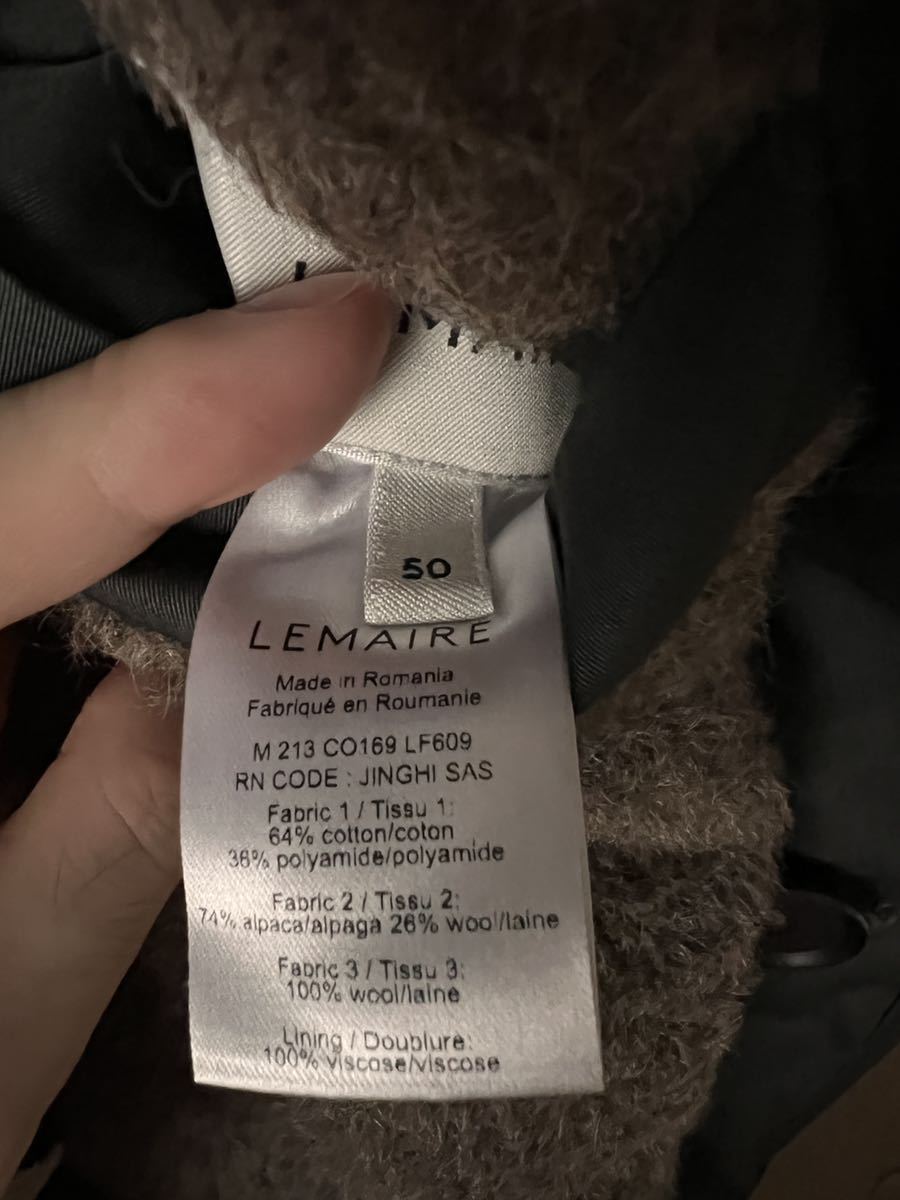 50
LEMAIRE
Made in Romania
Fabriqué en Roumanie
M 213 CO169 LF609
RN CODE : JINGHI SAS
Fabric 1 / Tissu 1:
64% cotton/coton
36% polyamide/polyamide
Fabric 2 / Tissu 2:
74% alpaca/alpaga 26% wool/laine
Fabric 3 / Tissu 3:
100% wool/laine
Lining / Doublure:
100% viscose/viscose